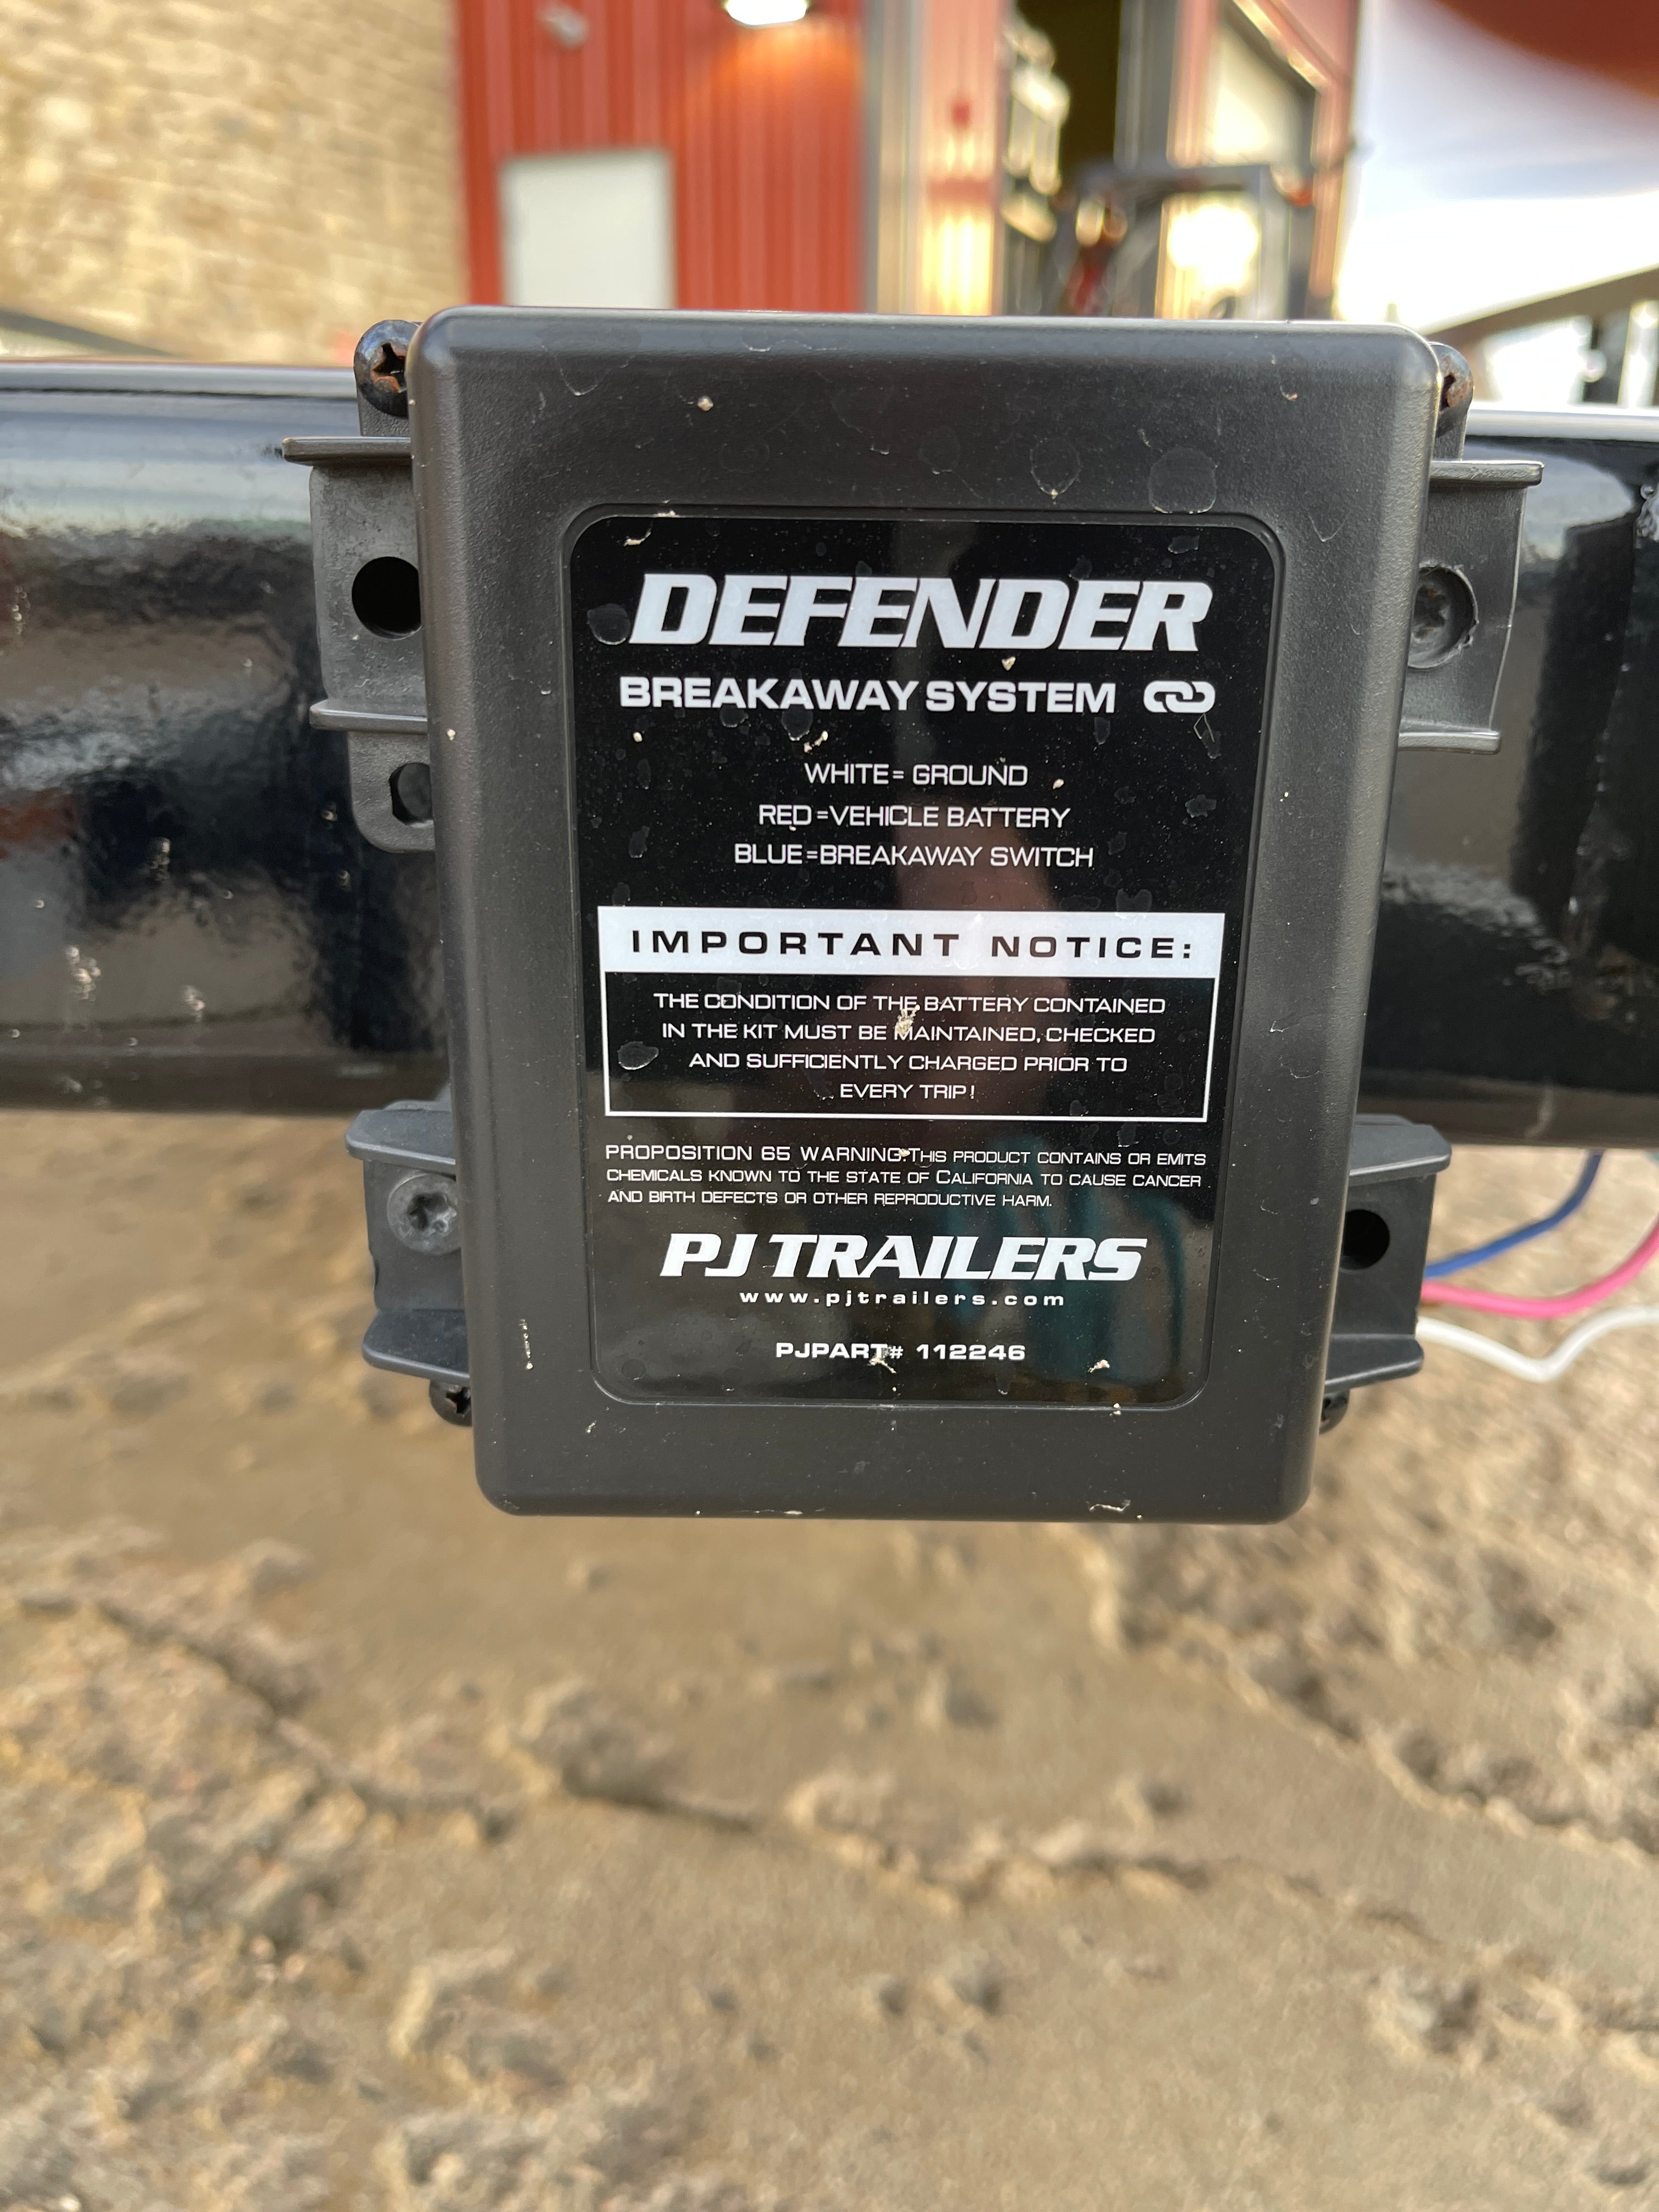 DEFENDER
BREAKAWAY SYSTEM
WHITE= GROUND
RED=VEHICLE BATTERY
BLUE=BREAKAWAY SWITCH
IMPORTANT NOTICE:
THE CONDITION OF THE BATTERY CONTAINED
IN THE KIT MUST BE MAINTAINED, CHECKED
AND SUFFICIENTLY CHARGED PRIOR TO
EVERY TRIP!
PROPOSITION 65 WARNING: THIS PRODUCT CONTAINS OR EMITS
CHEMICALS KNOWN TO THE STATE OF CALIFORNIA TO CAUSE CANCER
AND BIRTH DEFECTS OR OTHER REPRODUCTIVE HARM.
PJ TRAILERS
www.pjtrailers.com
PJPART# 112246